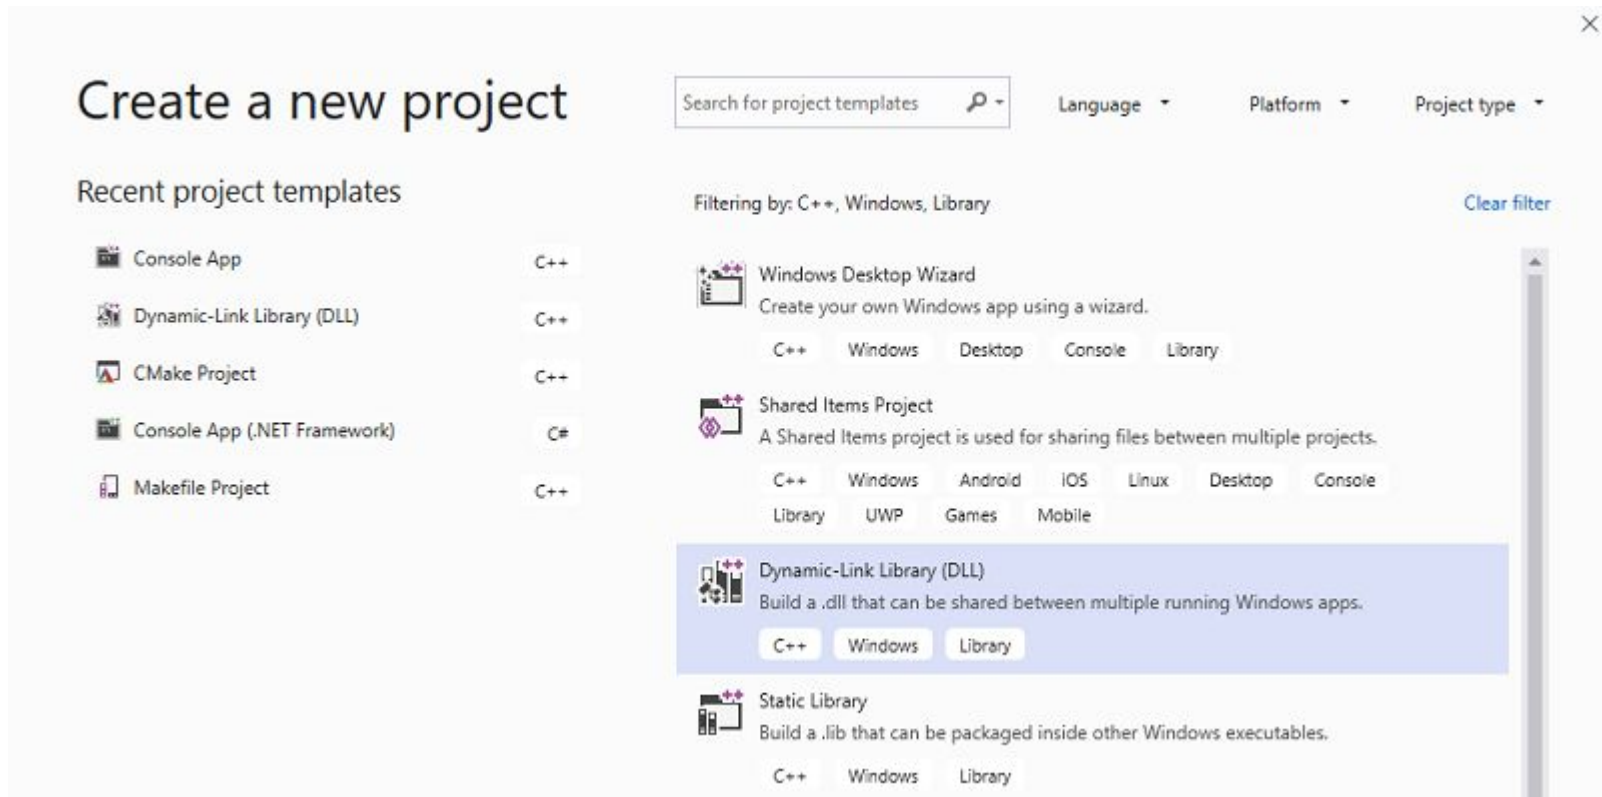 Create a new project
Search for project templates
Language
Platform
Project type
Recent project templates
Console App C++
Dynamic-Link Library (DLL) C++
CMake Project C++
Console App (.NET Framework) C#
Makefile Project C++
Filtering by: C++, Windows, Library
Clear filter
Windows Desktop Wizard
Create your own Windows app using a wizard.
C++ Windows Desktop Console Library
Shared Items Project
A Shared Items project is used for sharing files between multiple projects.
C++ Windows Android iOS Linux Desktop Console
Library UWP Games Mobile
Dynamic-Link Library (DLL)
Build a .dll that can be shared between multiple running Windows apps.
C++ Windows Library
Static Library
Build a .lib that can be packaged inside other Windows executables.
C++ Windows Library